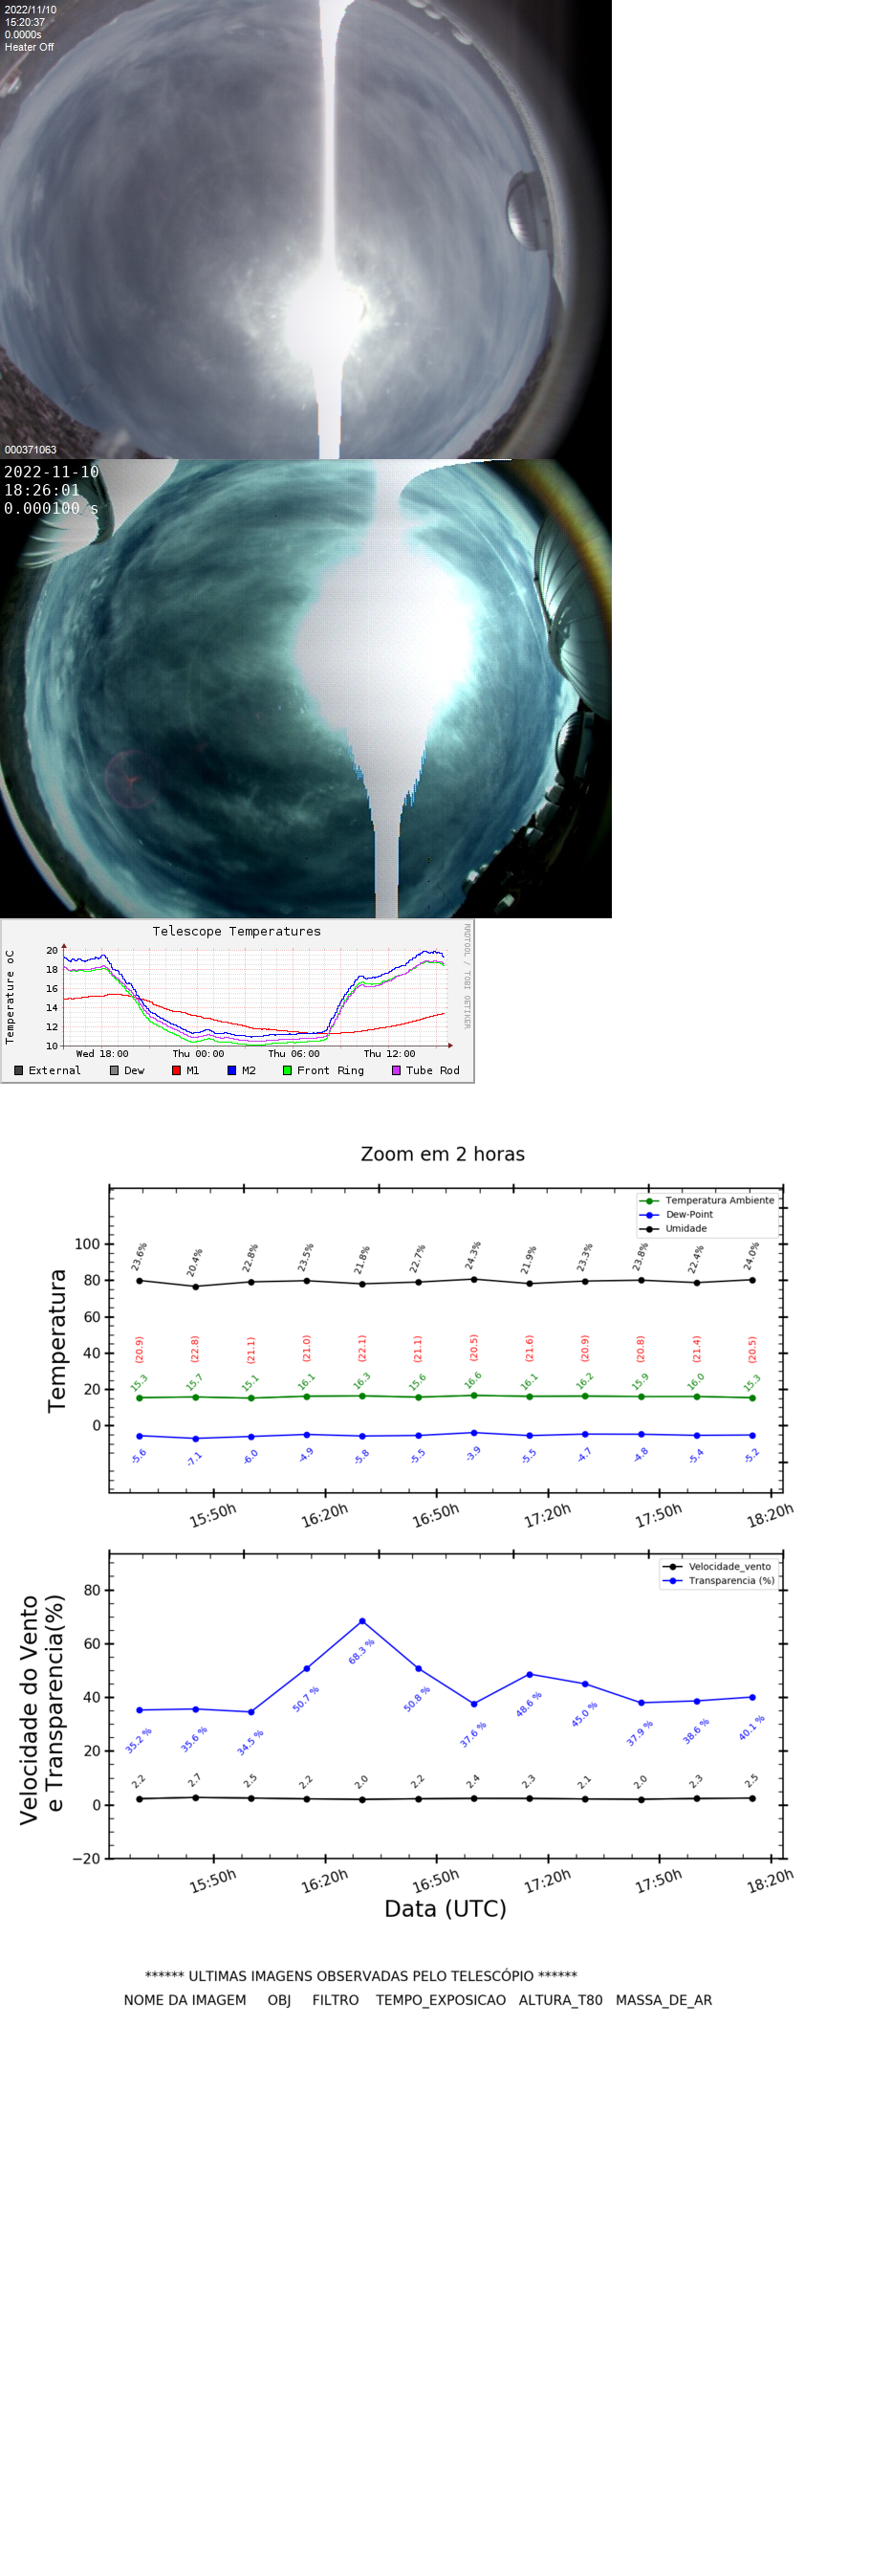 2022/11/10
15:20:37
0.0000s
Heater Off
000371063
2022-11-10
18:26:01
0.000100 s
Telescope Temperatures
RRDTOOL / TOBI OETIKER
Temperature oC
20
18
16
14
12
10
Wed 18:00 Thu 00:00 Thu 06:00 Thu 12:00
External Dew M1 M2 Front Ring Tube Rod
Zoom em 2 horas
Temperatura Ambiente
Dew-Point
Umidade
Temperatura
100
80
60
40
20
0
23.6% 20.4% 22.8% 23.5% 21.8% 22.7% 24.3% 21.9% 23.3% 23.8% 22.4% 24.0%
(20.9) (22.8) (21.1) (21.0) (22.1) (21.1) (20.5) (21.6) (20.9) (20.8) (21.4) (20.5)
15.3 15.7 15.1 16.1 16.3 15.6 16.6 16.1 16.2 15.9 16.0 15.3
-5.6 -7.1 -6.0 -4.9 -5.8 -5.5 -3.9 -5.5 -4.7 -4.8 -5.4 -5.2
15:50h 16:20h 16:50h 17:20h 17:50h 18:20h
Velocidade_vento
Transparencia (%)
Velocidade do Vento
e Transparencia(%)
80
60
40
20
0
−20
35.2 % 35.6 % 34.5 % 50.7 % 68.3 % 50.8 % 37.6 % 48.6 % 45.0 % 37.9 % 38.6 % 40.1 %
2.2 2.7 2.5 2.2 2.0 2.2 2.4 2.3 2.1 2.0 2.3 2.5
15:50h 16:20h 16:50h 17:20h 17:50h 18:20h
Data (UTC)
****** ULTIMAS IMAGENS OBSERVADAS PELO TELESCÓPIO ******
NOME DA IMAGEM OBJ FILTRO TEMPO_EXPOSICAO ALTURA_T80 MASSA_DE_AR